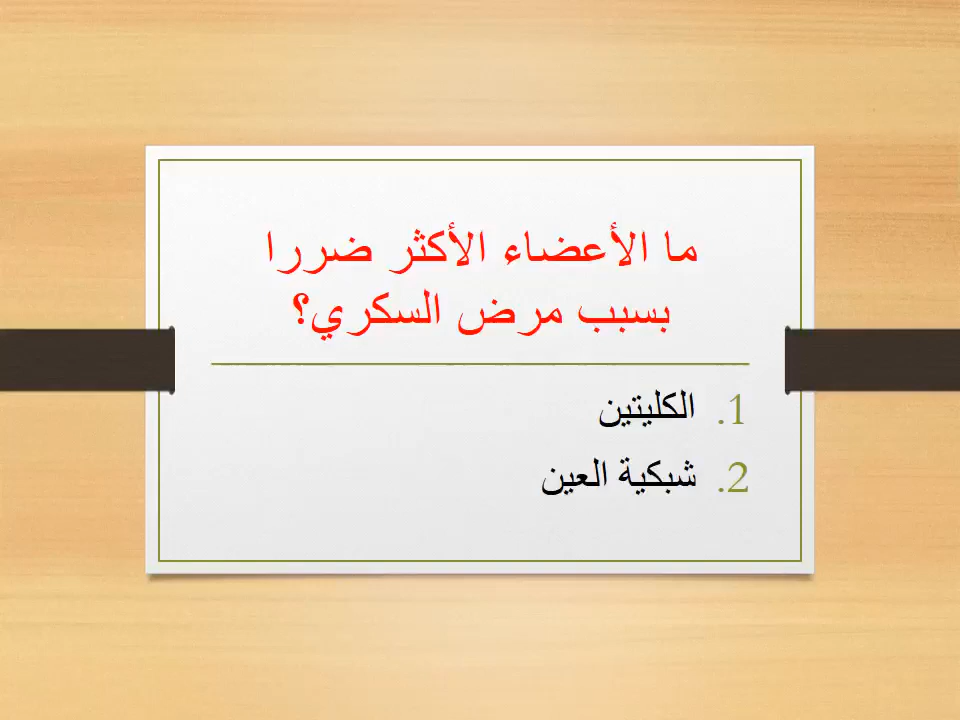 ما الأعضاء الأكثر ضررا
بسبب مرض السكري؟
1. الكليتين
2. شبكية العين